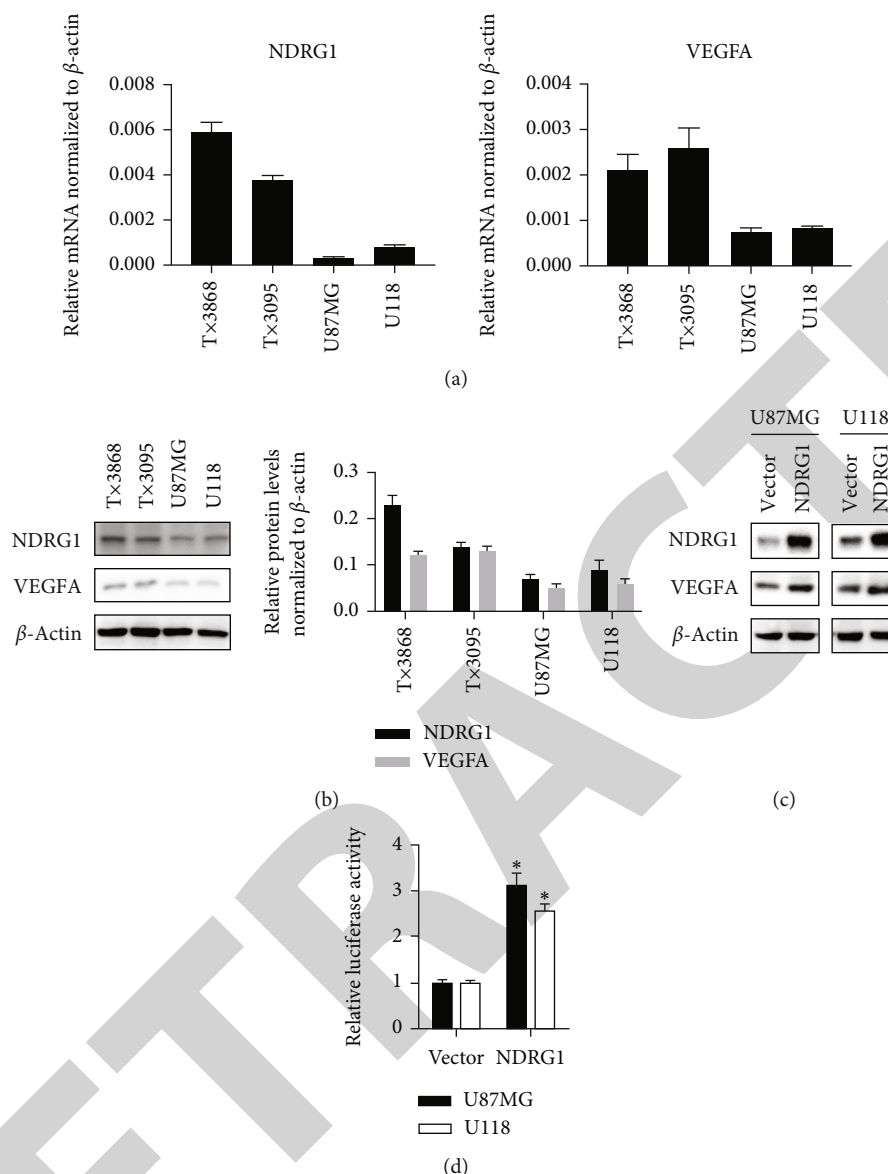 NDRG1
Relative mRNA normalized to β-actin
0.008
0.006
0.004
0.002
0.000
T×3868
T×3095
U87MG
U118
VEGFA
Relative mRNA normalized to β-actin
0.004
0.003
0.002
0.001
0.000
T×3868
T×3095
U87MG
U118
(a)
T×3868
T×3095
U87MG
U118
NDRG1
VEGFA
β-Actin
Relative protein levels
normalized to β-actin
0.3
0.2
0.1
0.0
T×3868
T×3095
U87MG
U118
NDRG1
VEGFA
(b)
U87MG
U118
Vector
NDRG1
Vector
NDRG1
NDRG1
VEGFA
β-Actin
(c)
Relative luciferase activity
4
3
2
1
0
* *
Vector NDRG1
U87MG
U118
(d)
ETRACT